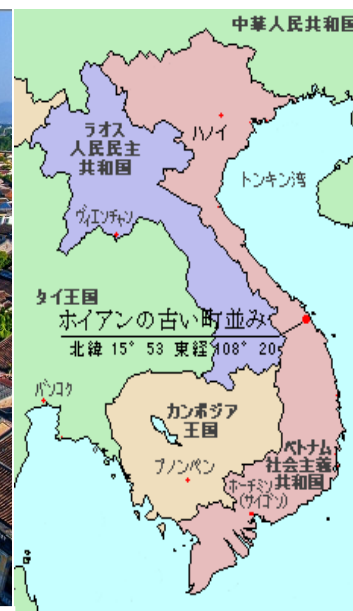 中華人民共和国
ラオス
人民民主
共和国
ハノイ
トンキン湾
ヴィエンチャン
タイ王国
ホイアンの古い町並み
北緯 15°53 東経 108°20
バンコク
カンボジア
王国
プノンペン
ベトナム
社会主義
共和国
ホーチミン
(サイゴン)